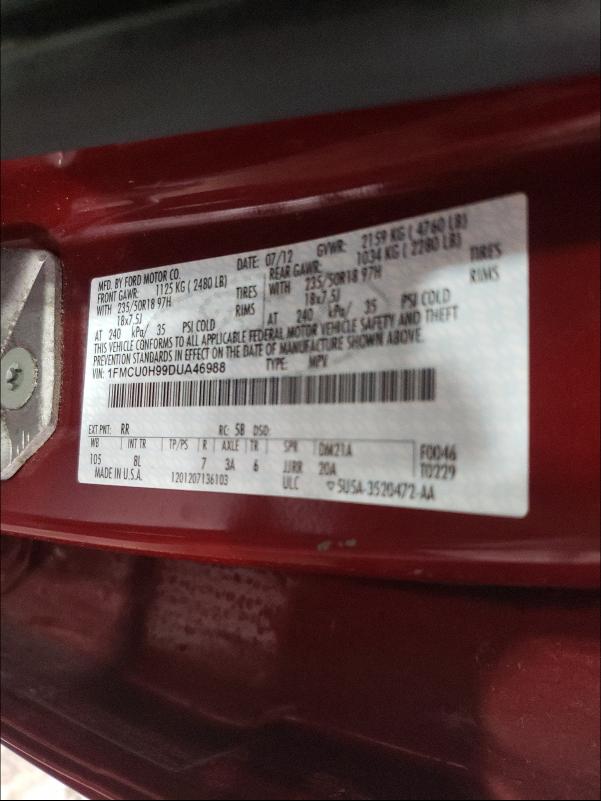 MFD. BY FORD MOTOR CO. DATE: 07/12 GVWR: 2159 KG ( 4760 LB)
FRONT GAWR: 1125 KG ( 2480 LB) REAR GAWR: 1034 KG ( 2280 LB)
WITH 235/50R18 97H TIRES WITH 235/50R18 97H TIRES
18x7.5J RIMS 18x7.5J RIMS
AT 240 kPa/ 35 PSI COLD AT 240 kPa/ 35 PSI COLD
THIS VEHICLE CONFORMS TO ALL APPLICABLE FEDERAL MOTOR VEHICLE SAFETY AND THEFT
PREVENTION STANDARDS IN EFFECT ON THE DATE OF MANUFACTURE SHOWN ABOVE.
VIN: 1FMCU0H99DUA46988 TYPE: MPV
EXT PNT: RR RC: 58 DSO:
WB INT TR TP/PS R AXLE TR SPR DM21A F0046
105 8L 7 3A 6 JJRR 20A T0229
MADE IN U.S.A. 1201207136103 ULC 5U5A-3520472-AA